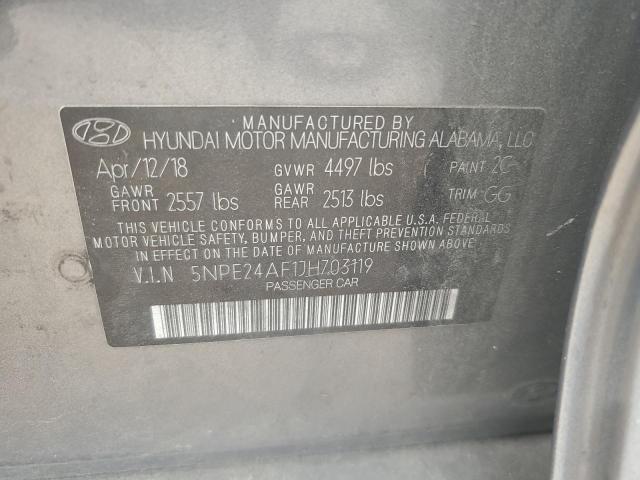 MANUFACTURED BY
HYUNDAI MOTOR MANUFACTURING ALABAMA, LLC
Apr/12/18 GVWR 4497 lbs PAINT 2C
GAWR FRONT 2557 lbs GAWR REAR 2513 lbs TRIM GG
THIS VEHICLE CONFORMS TO ALL APPLICABLE U.S.A. FEDERAL
MOTOR VEHICLE SAFETY, BUMPER, AND THEFT PREVENTION STANDARDS
IN EFFECT ON THE DATE OF MANUFACTURE SHOWN ABOVE.
V.I.N 5NPE24AF1JH703119
PASSENGER CAR